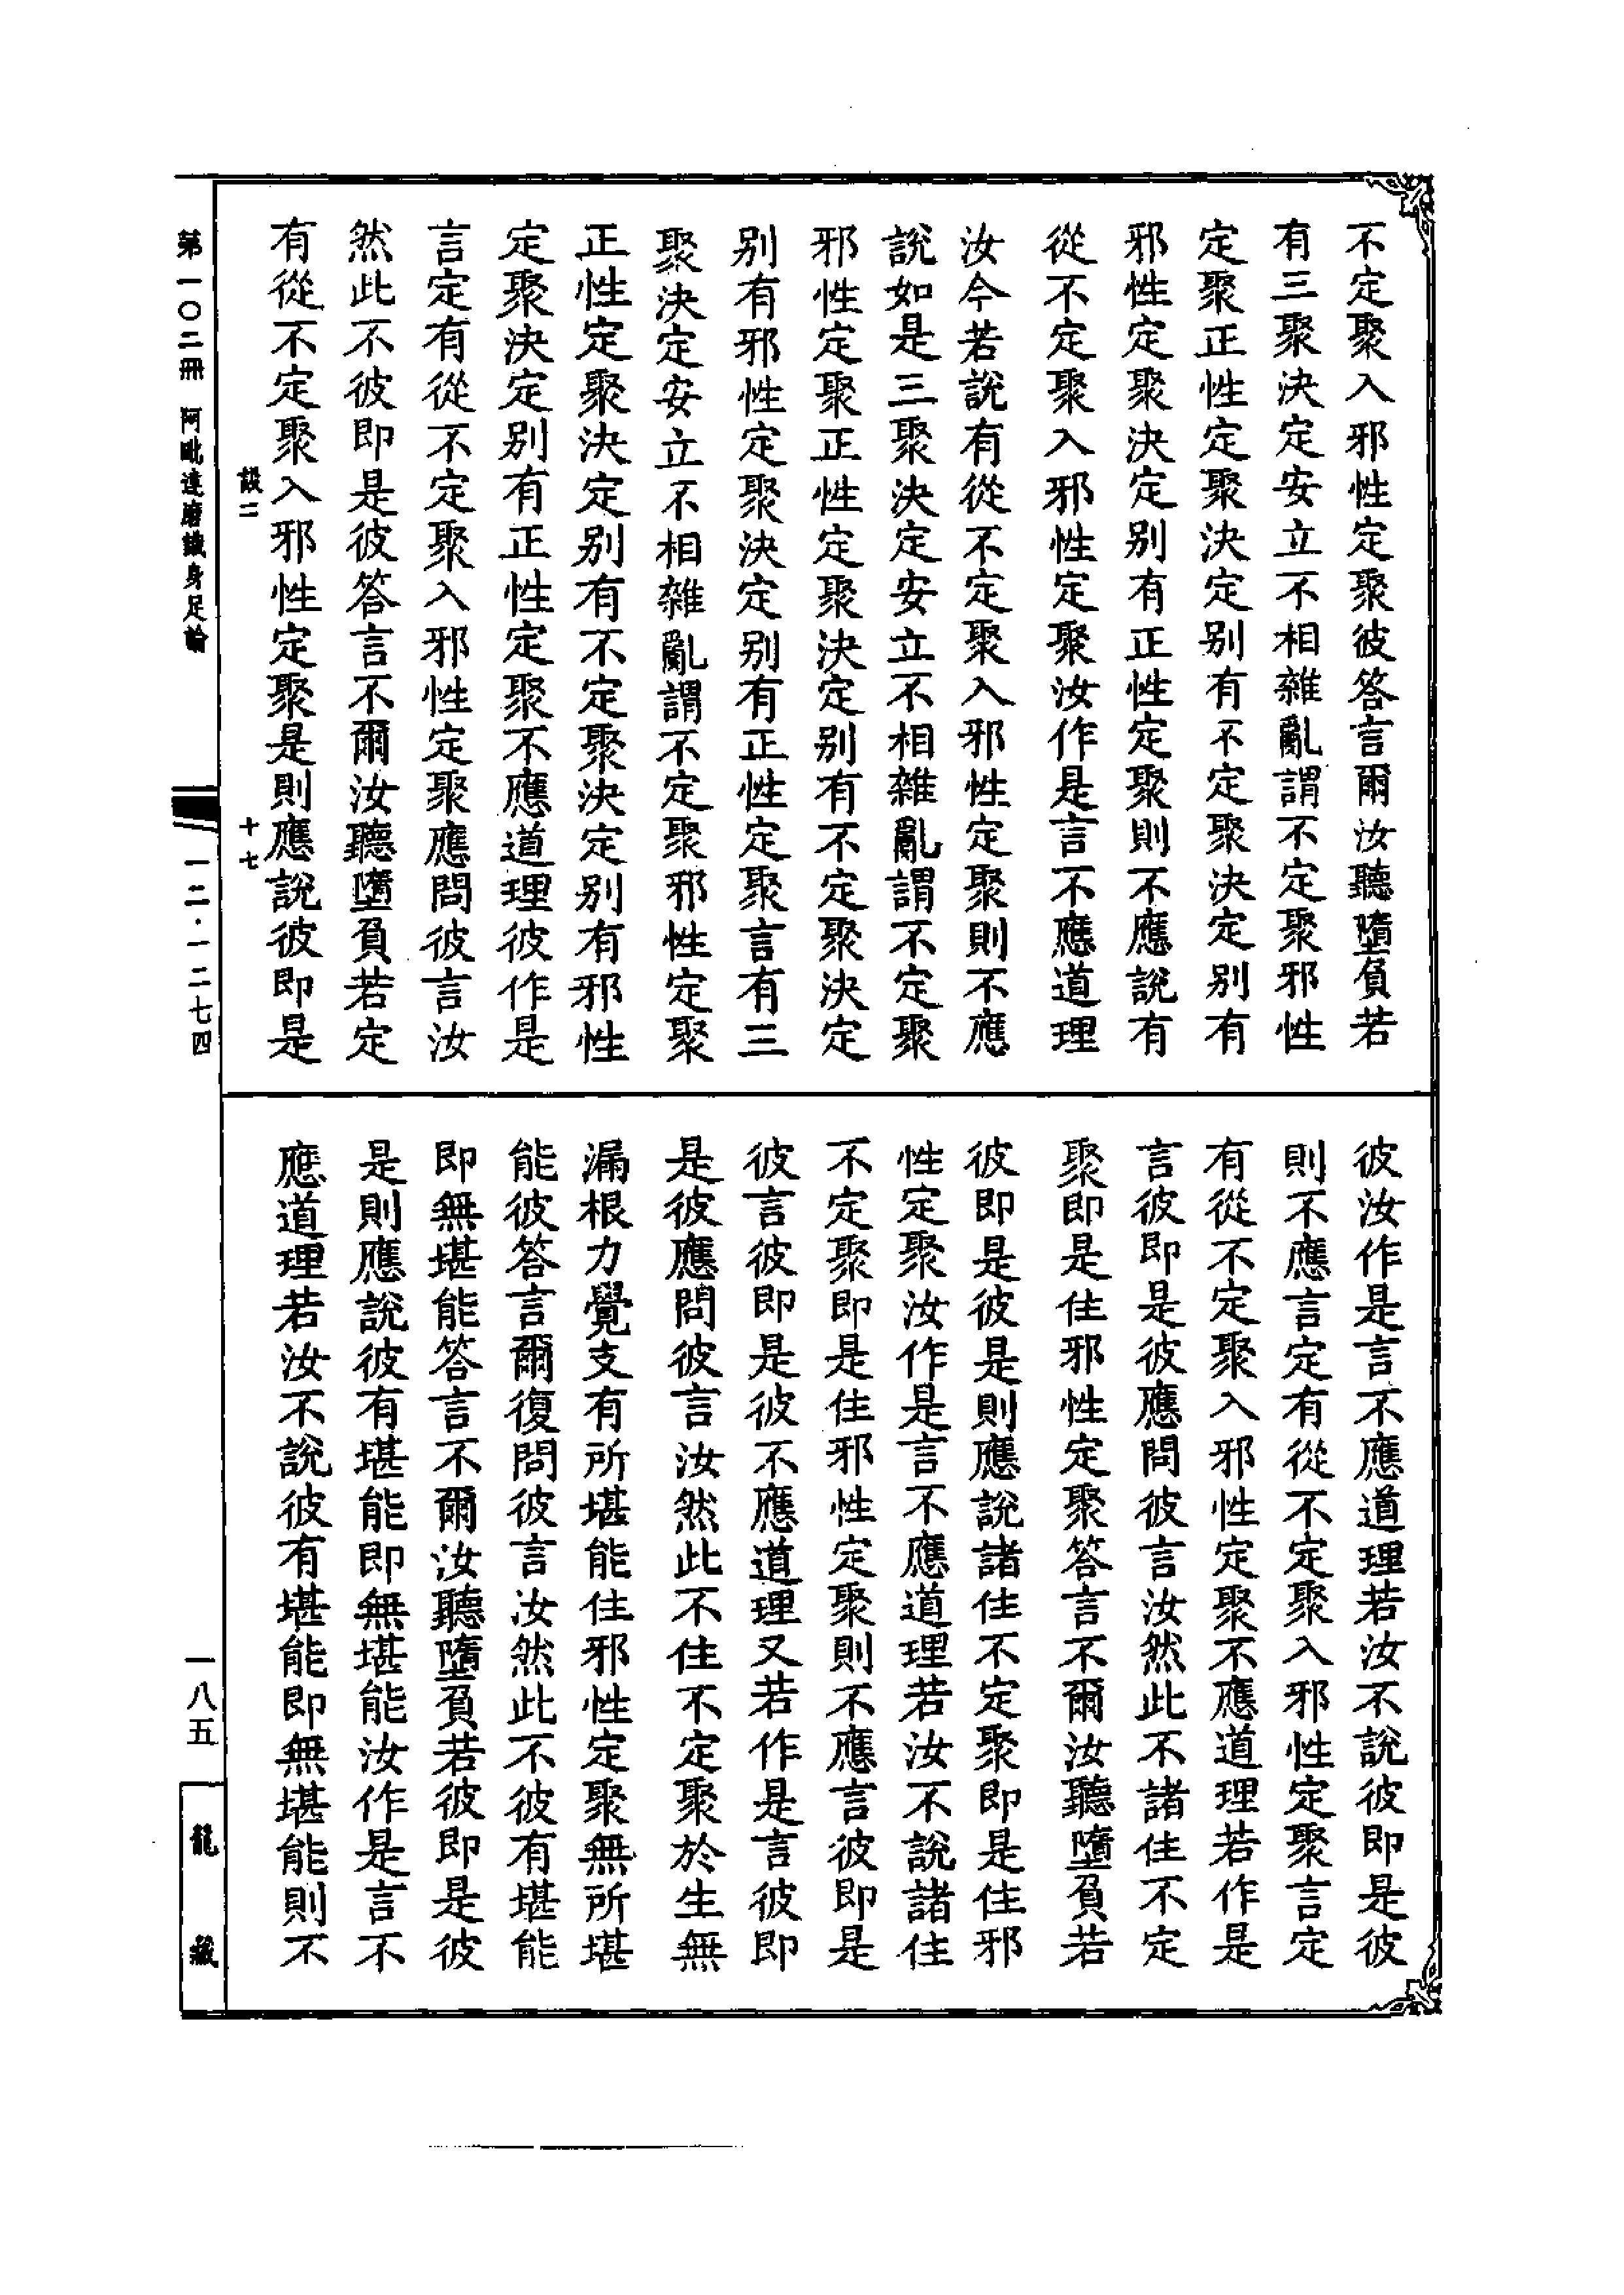 不定聚入邪性定聚彼答言爾汝聽墮負若
有三聚決定安立不相雜亂謂不定聚邪性
定聚正性定聚決定別有不定聚決定別有
邪性定聚決定別有正性定聚則不應說有
從不定聚入邪性定聚汝作是言不應道理
汝今若說有從不定聚入邪性定聚則不應
說如是三聚決定安立不相雜亂謂不定聚
邪性定聚正性定聚決定別有不定聚決定
別有邪性定聚決定別有正性定聚言有三
聚決定安立不相雜亂謂不定聚邪性定聚
正性定聚決定別有不定聚決定別有邪性
定聚決定別有正性定聚不應道理彼作是
言定有從不定聚入邪性定聚應問彼言汝
然此不彼即是彼答言不爾汝聽墮負若定
有從不定聚入邪性定聚是則應說彼即是
彼汝作是言不應道理若汝不說彼即是彼
則不應言定有從不定聚入邪性定聚言定
有從不定聚入邪性定聚不應道理若作是
言彼即是彼應問彼言汝然此不諸住不定
聚即是住邪性定聚答言不爾汝聽墮負若
彼即是彼是則應說諸住不定聚即是住邪
性定聚汝作是言不應道理若汝不說諸住
不定聚即是住邪性定聚則不應言彼即是
彼言彼即是彼不應道理又若作是言彼即
是彼應問彼言汝然此不住不定聚於生無
漏根力覺支有所堪能住邪性定聚無所堪
能彼答言爾復問彼言汝然此不彼有堪能
即無堪能答言不爾汝聽墮負若彼即是彼
是則應說彼有堪能即無堪能汝作是言不
應道理若汝不說彼有堪能即無堪能則不
十七
第一〇二冊 阿毗達磨識身足論
一二·一二七四
一八五
龍藏